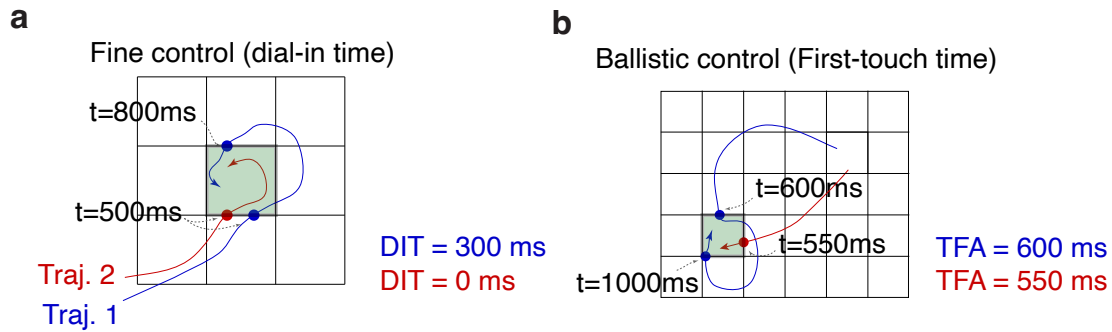 a
Fine control (dial-in time)
t=800ms
t=500ms
Traj. 2
Traj. 1
DIT = 300 ms
DIT = 0 ms
b
Ballistic control (First-touch time)
t=600ms
t=550ms
t=1000ms
TFA = 600 ms
TFA = 550 ms